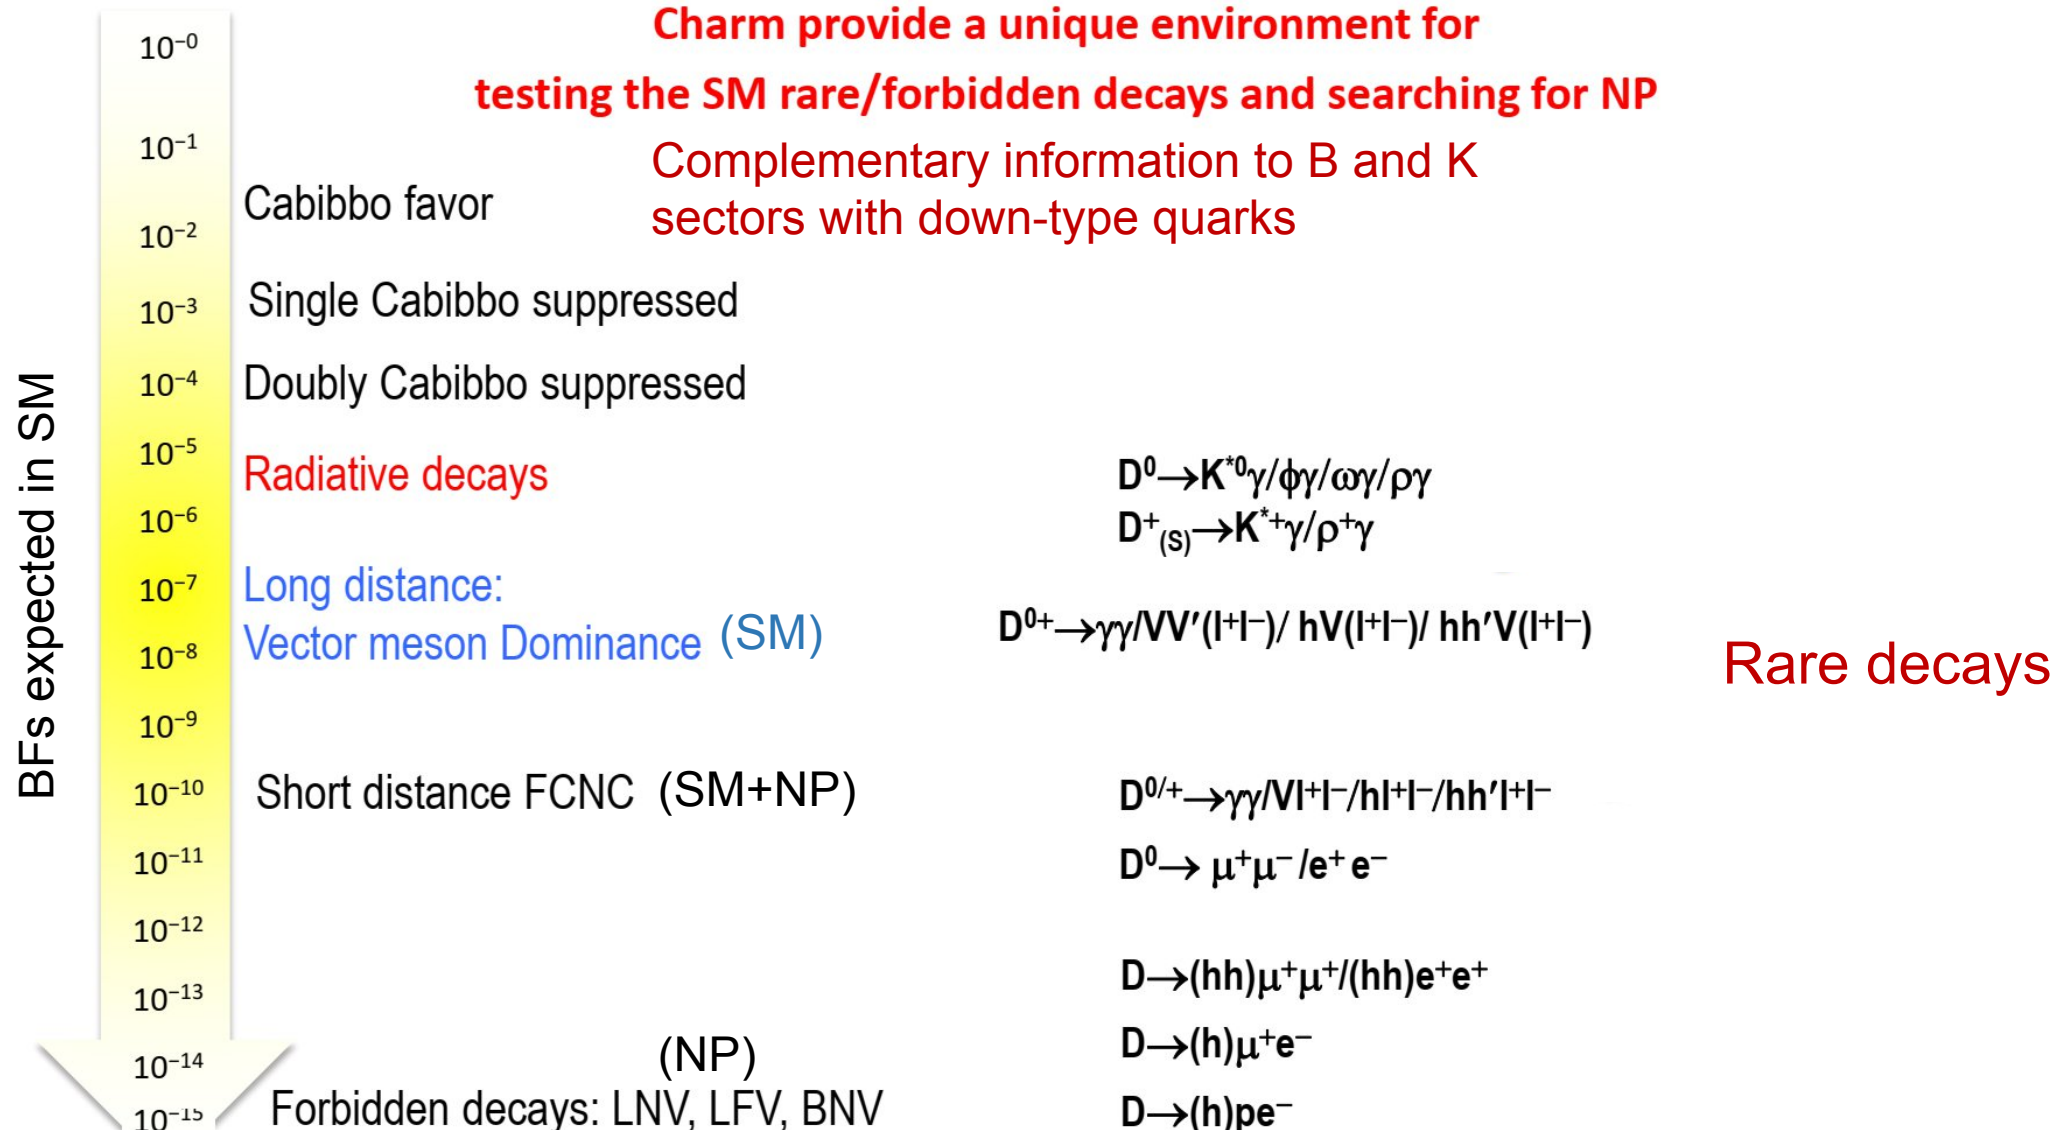 Charm provide a unique environment for
testing the SM rare/forbidden decays and searching for NP
Complementary information to B and K
sectors with down-type quarks
BFs expected in SM
10⁻⁰
10⁻¹
Cabibbo favor
10⁻²
Single Cabibbo suppressed
10⁻³
10⁻⁴ Doubly Cabibbo suppressed
10⁻⁵
Radiative decays D⁰→K*⁰γ/ϕγ/ωγ/ργ
10⁻⁶ D⁺₍S₎→K*⁺γ/ρ⁺γ
10⁻⁷ Long distance:
Vector meson Dominance (SM) D⁰⁺→γγ/VV′(l⁺l⁻)/ hV(l⁺l⁻)/ hh′V(l⁺l⁻)
10⁻⁸
Rare decays
10⁻⁹
10⁻¹⁰ Short distance FCNC (SM+NP) D⁰/⁺→γγ/Vl⁺l⁻/hl⁺l⁻/hh′l⁺l⁻
10⁻¹¹ D⁰→ μ⁺μ⁻ /e⁺ e⁻
10⁻¹²
D→(hh)μ⁺μ⁺/(hh)e⁺e⁺
10⁻¹³
(NP) D→(h)μ⁺e⁻
10⁻¹⁴
10⁻¹⁵ Forbidden decays: LNV, LFV, BNV D→(h)pe⁻